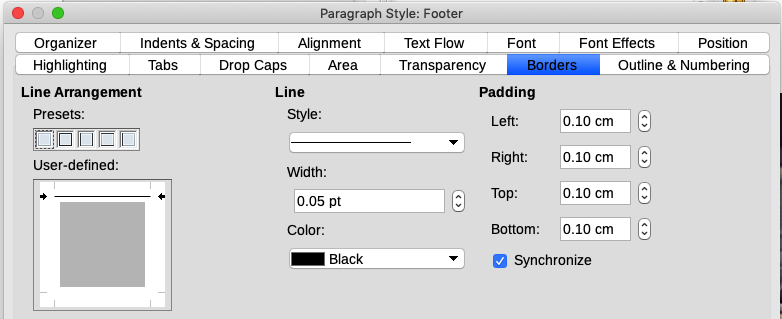 Paragraph Style: Footer
Organizer Indents & Spacing Alignment Text Flow Font Font Effects Position
Highlighting Tabs Drop Caps Area Transparency Borders Outline & Numbering
Line Arrangement Line Padding
Presets: Style: Left: 0.10 cm
Right: 0.10 cm
User-defined: Width:
0.05 pt Top: 0.10 cm
Color: Bottom: 0.10 cm
Black Synchronize